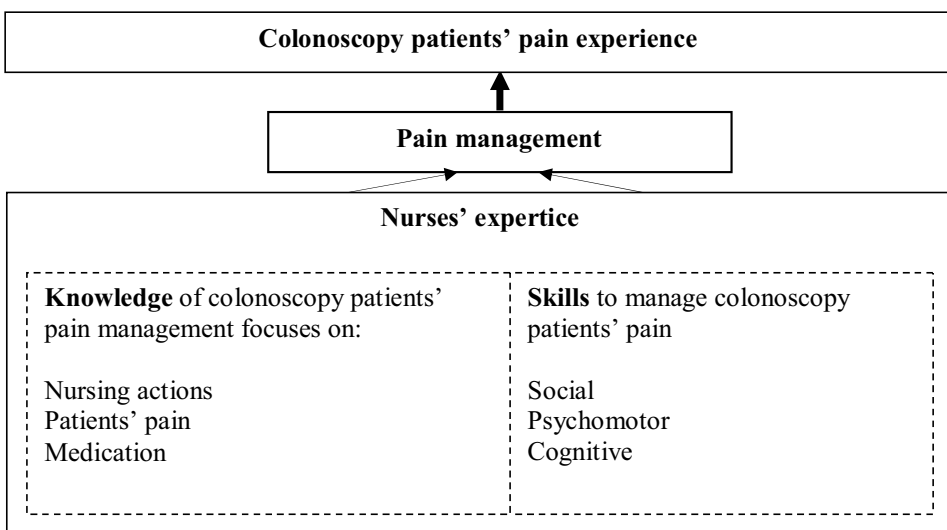 Colonoscopy patients’ pain experience
Pain management
Nurses’ expertice
Knowledge of colonoscopy patients’
pain management focuses on:
Nursing actions
Patients’ pain
Medication
Skills to manage colonoscopy
patients’ pain
Social
Psychomotor
Cognitive